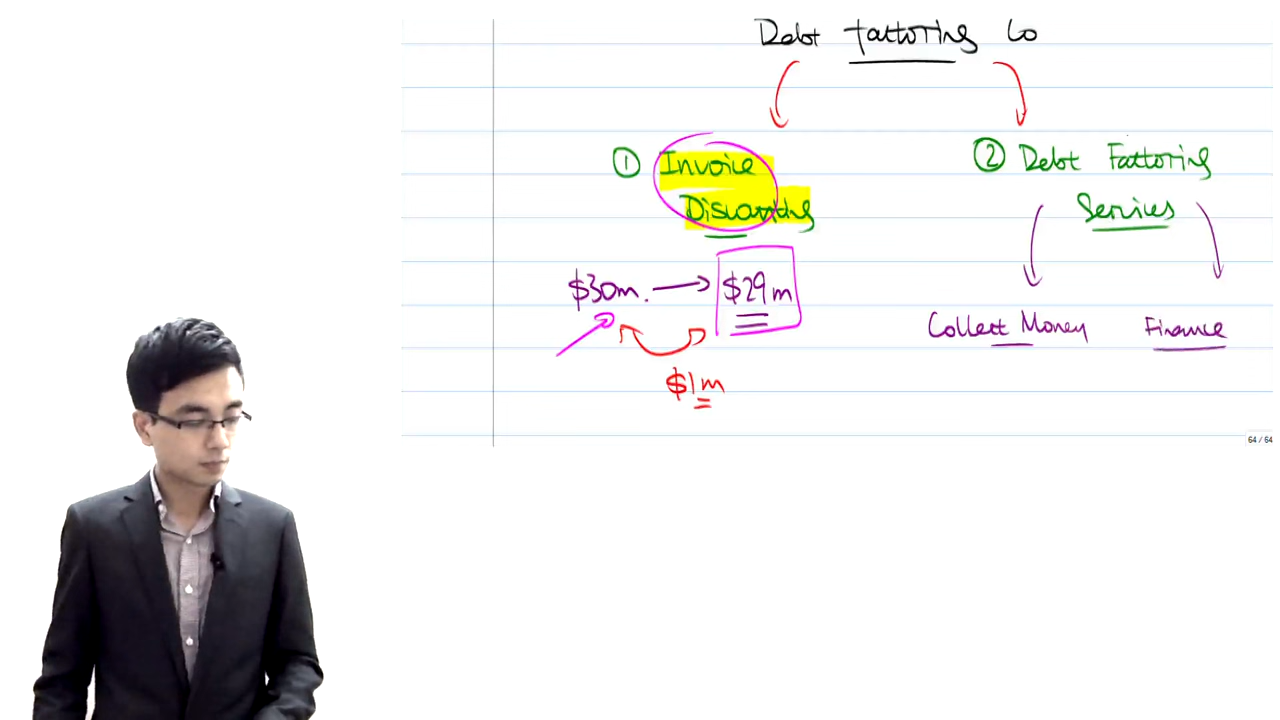 Debt Factoring Co
① Invoice
Discounting
② Debt Factoring
Services
$30m. → $29m
$1m
Collect Money
Finance
64 / 64